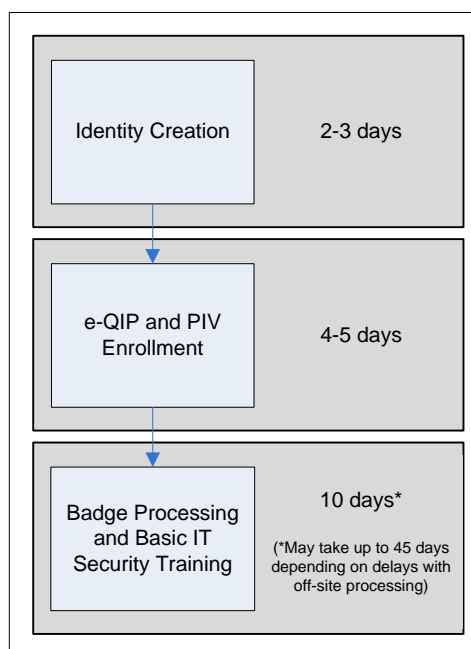 Identity Creation
2-3 days
e-QIP and PIV
Enrollment
4-5 days
Badge Processing
and Basic IT
Security Training
10 days*
(*May take up to 45 days
depending on delays with
off-site processing)